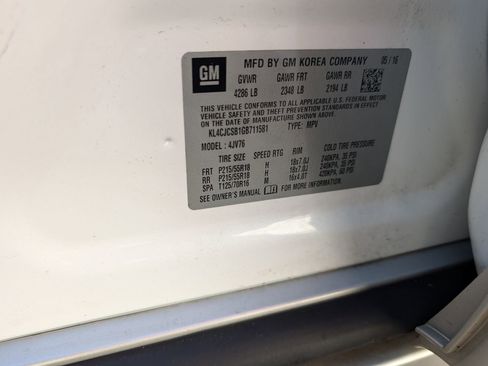 GM
MFD BY GM KOREA COMPANY 05/16
GVWR GAWR FRT GAWR RR
4286 LB 2348 LB 2194 LB
THIS VEHICLE CONFORMS TO ALL APPLICABLE U.S. FEDERAL MOTOR
VEHICLE SAFETY AND THEFT PREVENTION STANDARDS IN EFFECT
ON THE DATE OF MANUFACTURE SHOWN ABOVE.
KL4CJCSB1GB711581 TYPE: MPV
MODEL: 4JV76
TIRE SIZE SPEED RTG RIM COLD TIRE PRESSURE
FRT P215/55R18 H 18x7.0J 240KPA, 35 PSI
RR P215/55R18 H 18x7.0J 240KPA, 35 PSI
SPA T125/70R16 M 16x4.0T 420KPA, 60 PSI
SEE OWNER'S MANUAL FOR MORE INFORMATION.